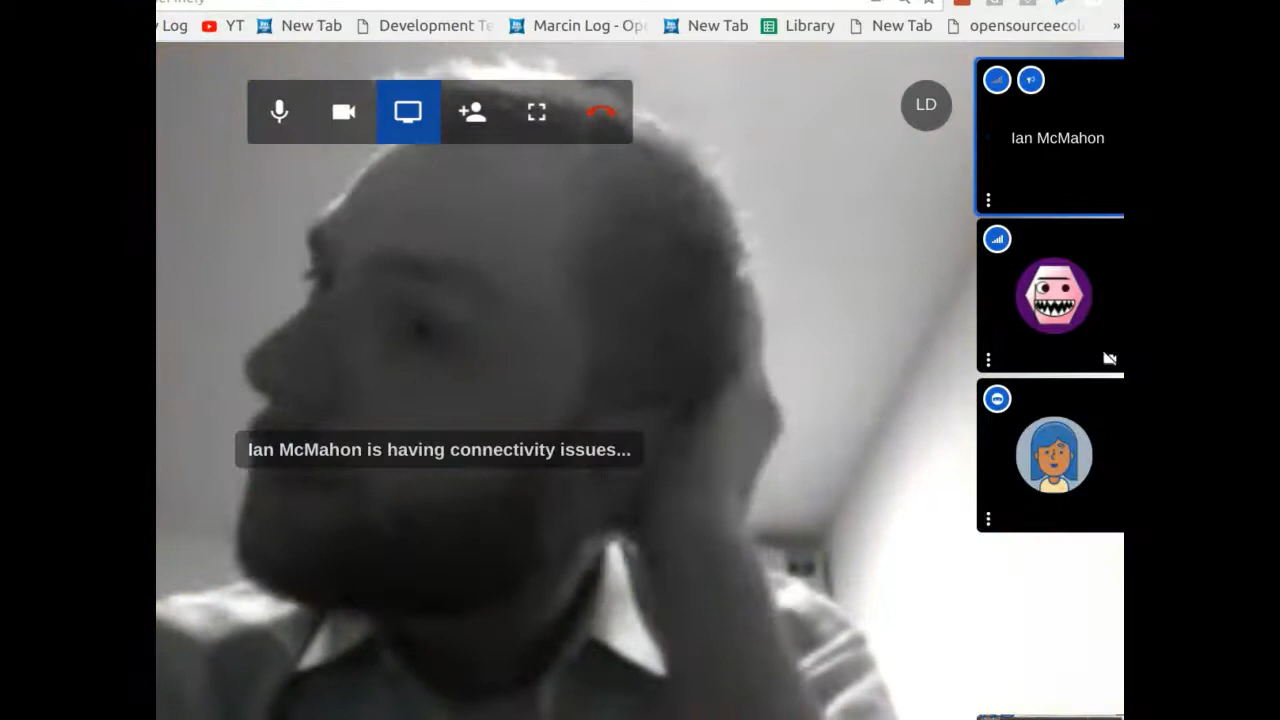 y Log YT New Tab Development Te Marcin Log - Ope New Tab Library New Tab opensourceecol »
LD
Ian McMahon
Ian McMahon is having connectivity issues...